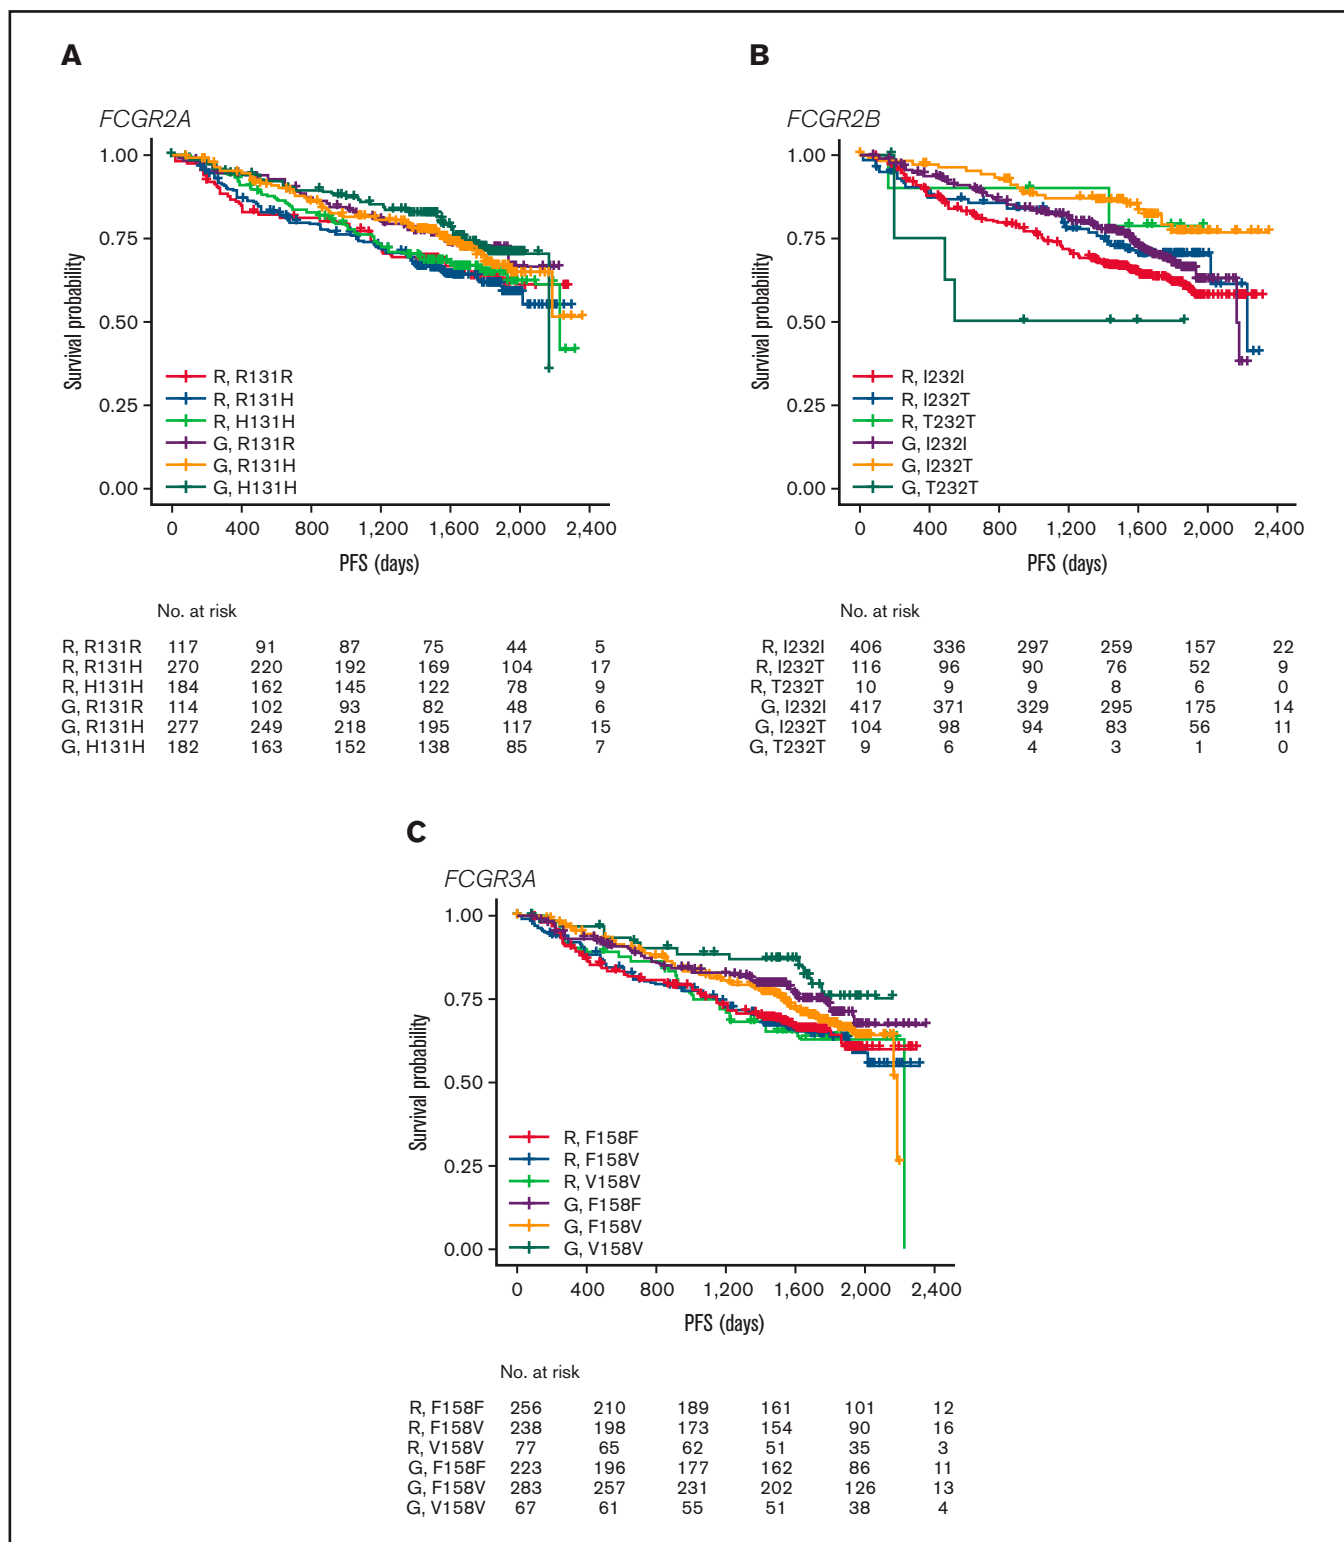 A
FCGR2A
Survival probability
1.00
0.75
0.50
0.25
0.00
R, R131R
R, R131H
R, H131H
G, R131R
G, R131H
G, H131H
0 400 800 1,200 1,600 2,000 2,400
PFS (days)
No. at risk
R, R131R 117 91 87 75 44 5
R, R131H 270 220 192 169 104 17
R, H131H 184 162 145 122 78 9
G, R131R 114 102 93 82 48 6
G, R131H 277 249 218 195 117 15
G, H131H 182 163 152 138 85 7
B
FCGR2B
Survival probability
1.00
0.75
0.50
0.25
0.00
R, I232I
R, I232T
R, T232T
G, I232I
G, I232T
G, T232T
0 400 800 1,200 1,600 2,000 2,400
PFS (days)
No. at risk
R, I232I 406 336 297 259 157 22
R, I232T 116 96 90 76 52 9
R, T232T 10 9 9 8 6 0
G, I232I 417 371 329 295 175 14
G, I232T 104 98 94 83 56 11
G, T232T 9 6 4 3 1 0
C
FCGR3A
Survival probability
1.00
0.75
0.50
0.25
0.00
R, F158F
R, F158V
R, V158V
G, F158F
G, F158V
G, V158V
0 400 800 1,200 1,600 2,000 2,400
PFS (days)
No. at risk
R, F158F 256 210 189 161 101 12
R, F158V 238 198 173 154 90 16
R, V158V 77 65 62 51 35 3
G, F158F 223 196 177 162 86 11
G, F158V 283 257 231 202 126 13
G, V158V 67 61 55 51 38 4